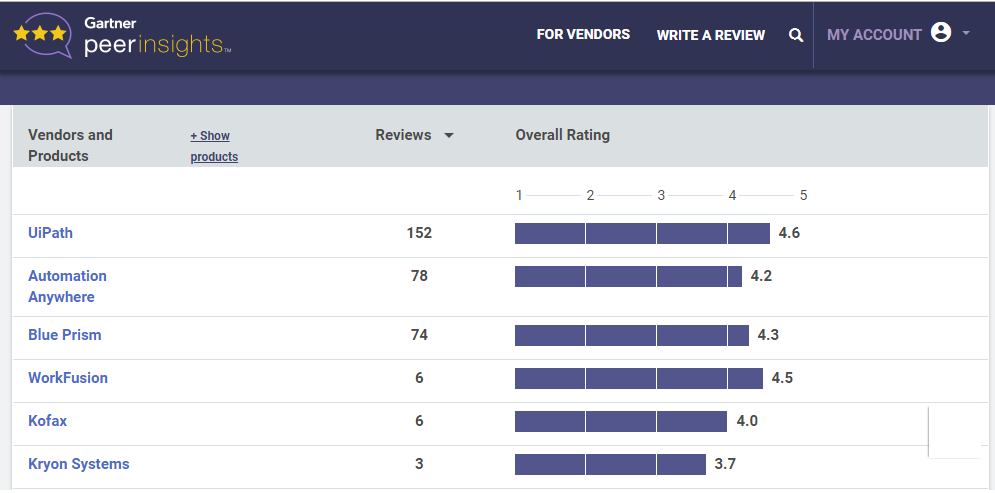 Gartner
peerinsights™
FOR VENDORS WRITE A REVIEW MY ACCOUNT
Vendors and Products + Show products Reviews Overall Rating
1 2 3 4 5
UiPath 152 4.6
Automation Anywhere 78 4.2
Blue Prism 74 4.3
WorkFusion 6 4.5
Kofax 6 4.0
Kryon Systems 3 3.7